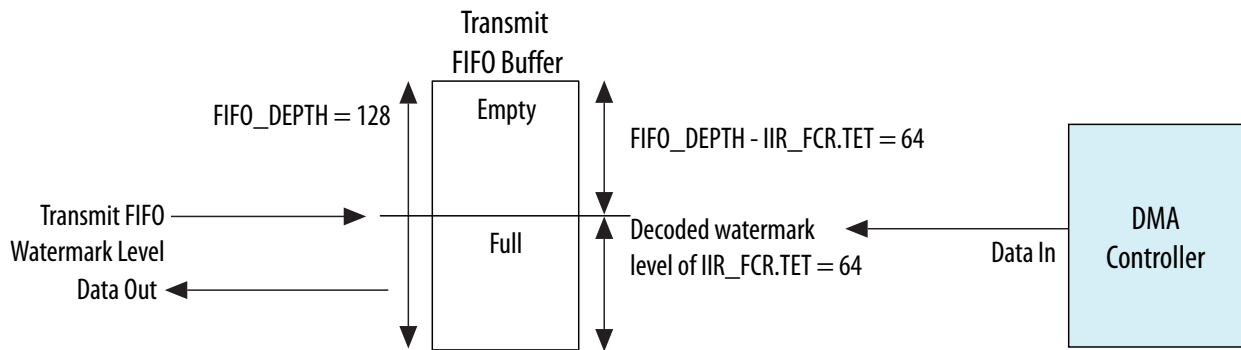 Transmit
FIFO Buffer
FIFO_DEPTH = 128
Empty
FIFO_DEPTH - IIR_FCR.TET = 64
Transmit FIFO
Watermark Level
Full
Decoded watermark
level of IIR_FCR.TET = 64
Data Out
Data In
DMA
Controller